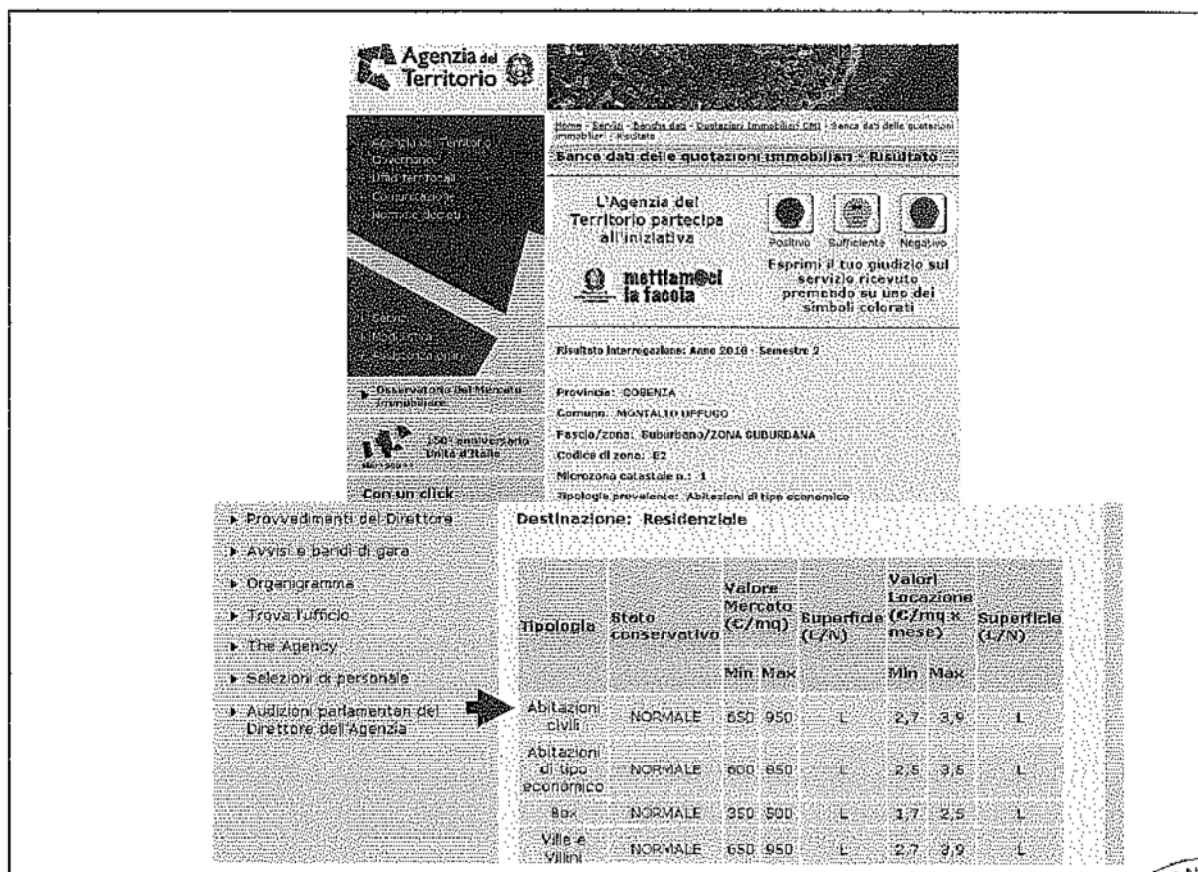 Agenzia del
Territorio
Home - Servizi - Banche dati - Quotazioni Immobiliari OMI - Banca dati delle quotazioni
immobiliari - Risultato
Banca dati delle quotazioni immobiliari - Risultato
Agenzia del Territorio
Governance
Uffici territoriali
Comunicazione
L'Agenzia del
Territorio partecipa
all'iniziativa
mettiamoci
la faccia
Positivo Sufficiente Negativo
Esprimi il tuo giudizio sul
servizio ricevuto
premendo su uno dei
simboli colorati
Servizi
Risultato interrogazione: Anno 2010 - Semestre 2
Osservatorio del Mercato
Immobiliare
Provincia: COSENZA
Comune: MONTALTO UFFUGO
Fascia/zona: Suburbano/ZONA SUBURBANA
Codice di zona: E2
Microzona catastale n.: 1
Tipologia prevalente: Abitazioni di tipo economico
150° anniversario
Unità d'Italia
Con un click
Provvedimenti del Direttore
Avvisi e bandi di gara
Organigramma
Trova l'ufficio
The Agency
Selezioni di personale
Audizioni parlamentari del
Direttore dell'Agenzia
Destinazione: Residenziale
Tipologia Stato conservativo Valore Mercato (€/mq) Superficie (L/N) Valori Locazione (€/mq x mese) Superficie (L/N)
Min Max Min Max
Abitazioni civili NORMALE 650 950 L 2,7 3,9 L
Abitazioni di tipo economico NORMALE 600 850 L 2,5 3,5 L
Box NORMALE 350 500 L 1,7 2,5 L
Ville e Villini NORMALE 650 950 L 2,7 3,9 L